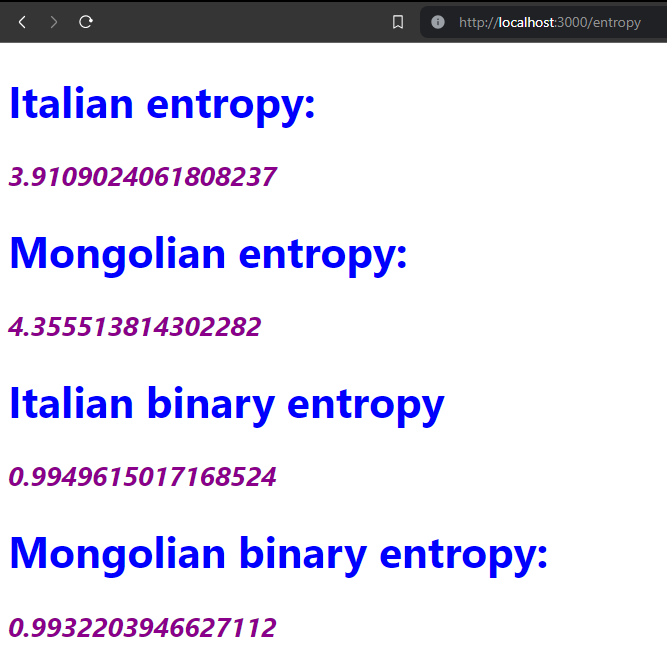 http://localhost:3000/entropy
Italian entropy:
3.9109024061808237
Mongolian entropy:
4.355513814302282
Italian binary entropy
0.9949615017168524
Mongolian binary entropy:
0.9932203946627112